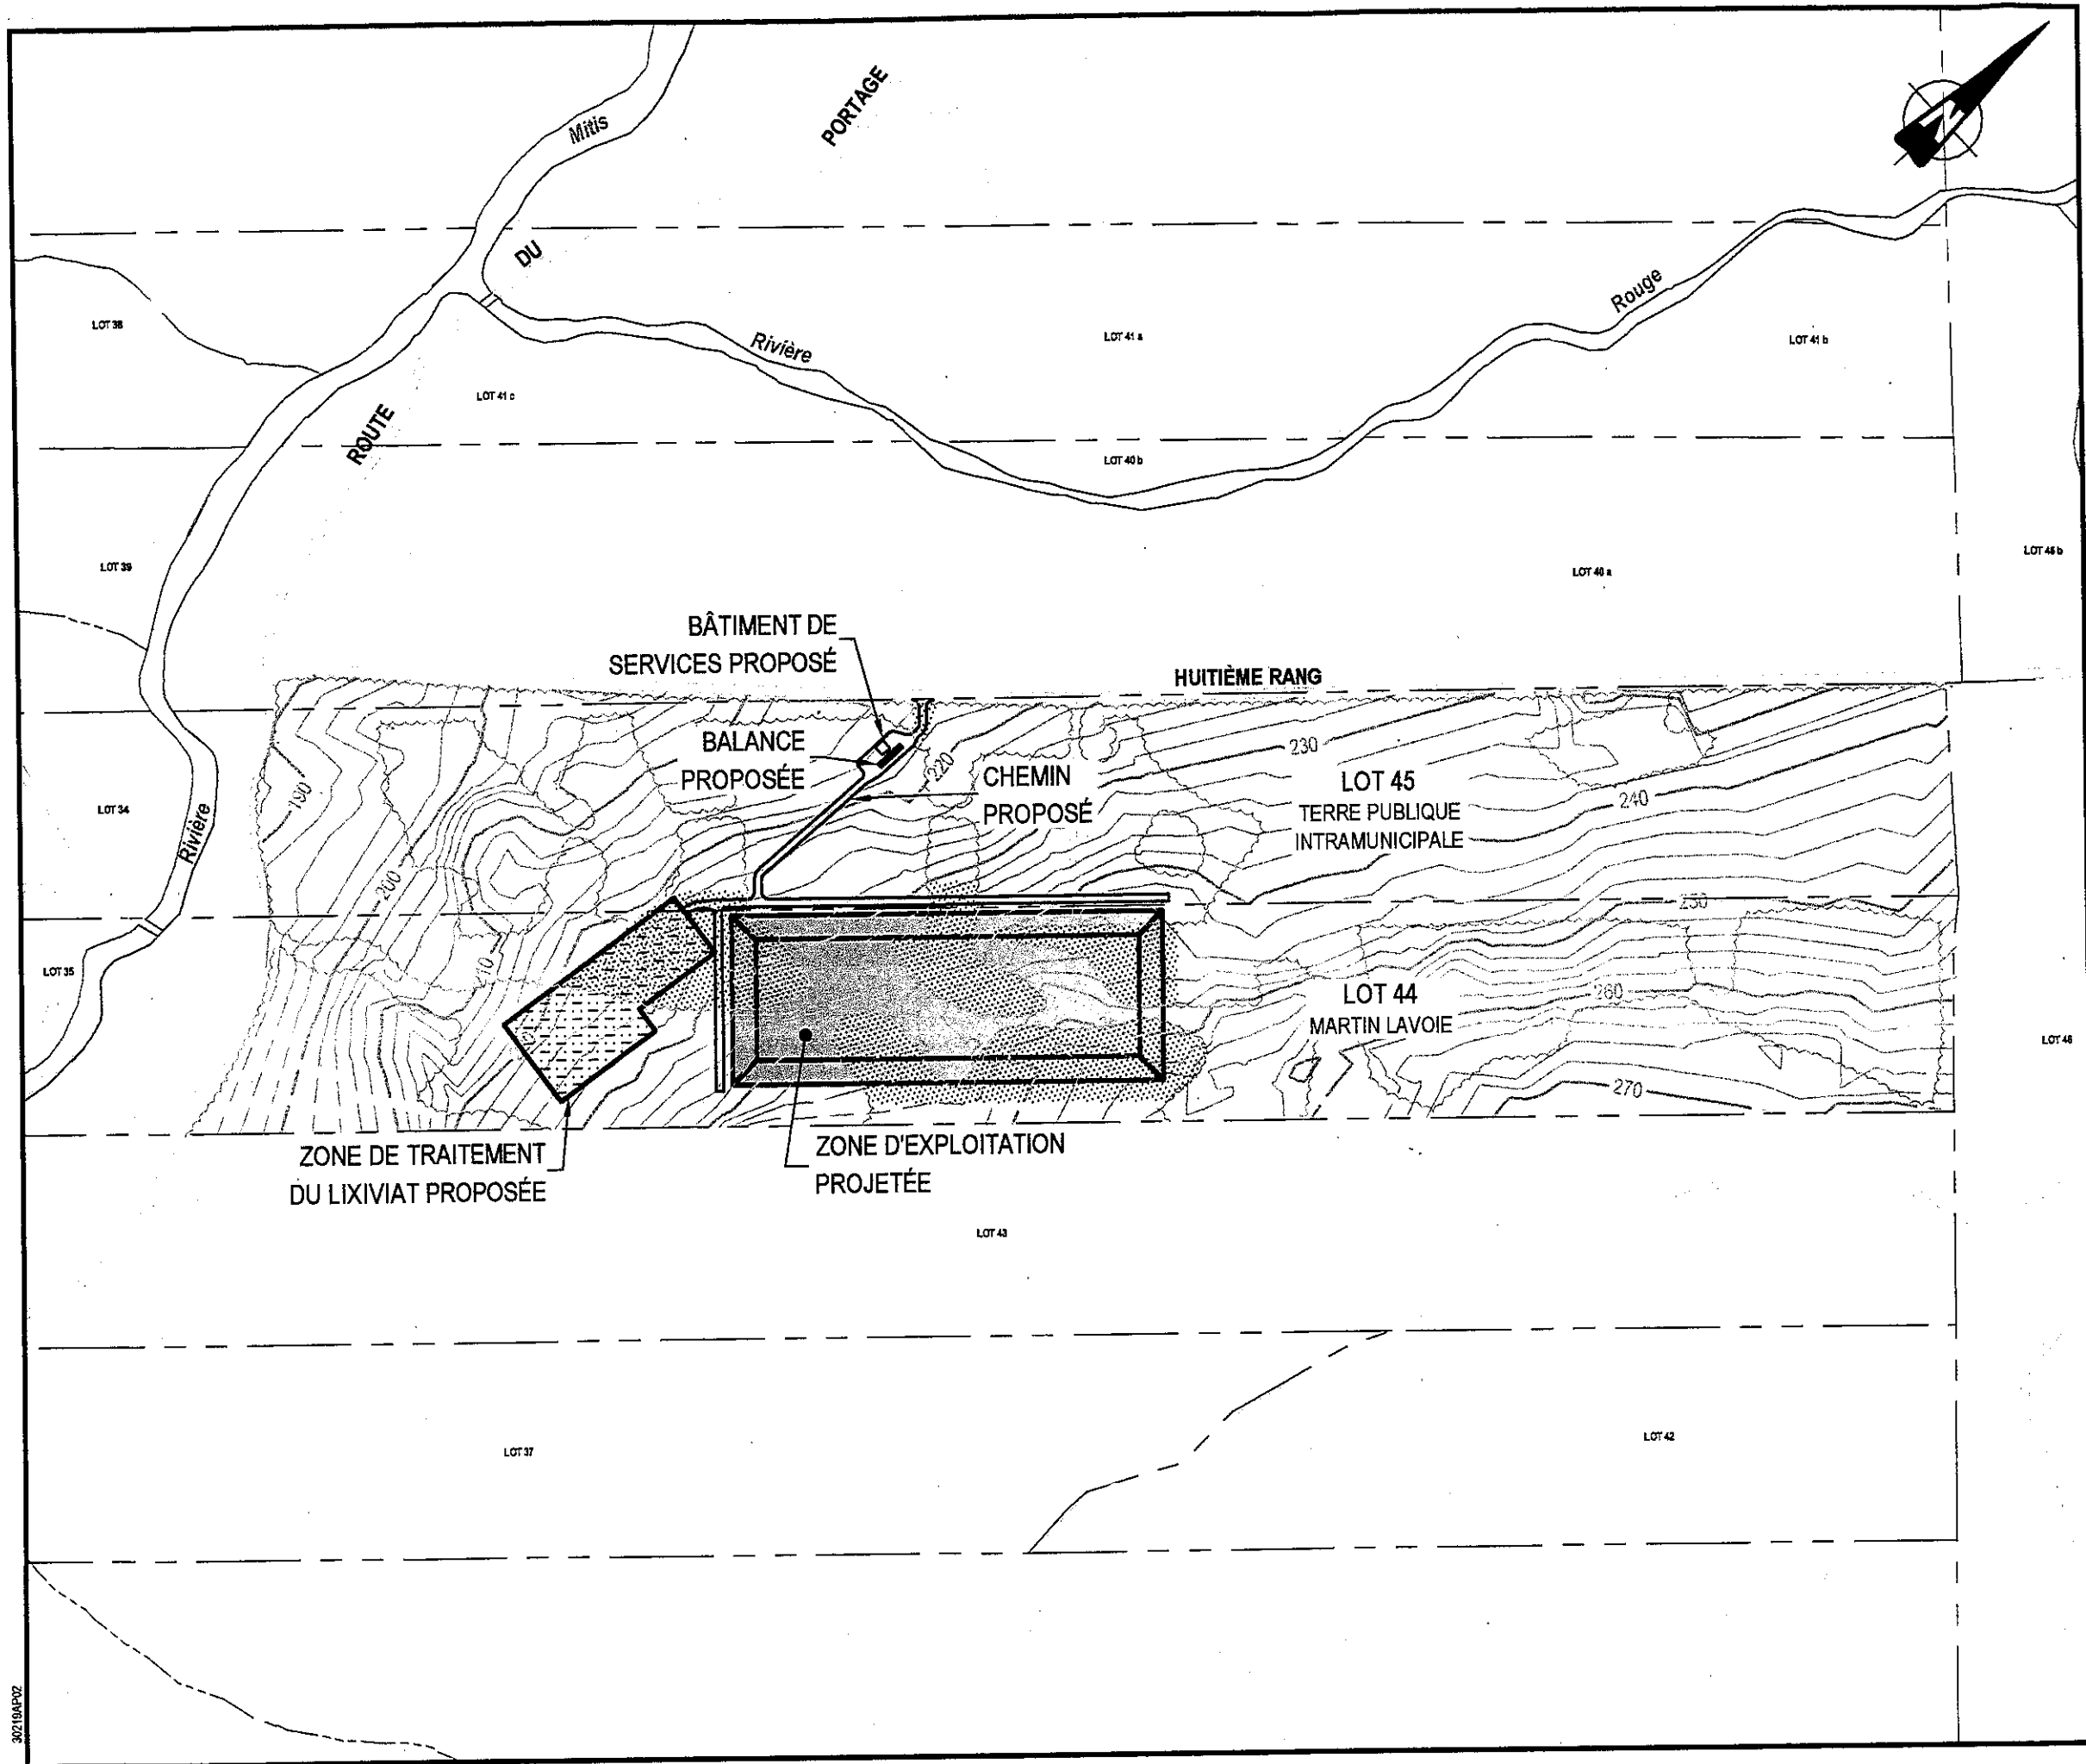 Mitis
PORTAGE
DU
Rouge
LOT 38
Rivière
LOT 41 a
LOT 41 b
LOT 41 c
ROUTE
LOT 40 b
LOT 39
LOT 40 a
LOT 46 b
BÂTIMENT DE
SERVICES PROPOSÉ
HUITIÈME RANG
BALANCE
PROPOSÉE
220
CHEMIN
PROPOSÉ
230
LOT 45
TERRE PUBLIQUE
INTRAMUNICIPALE
240
190
LOT 34
Rivière
200
250
LOT 35
210
LOT 44
MARTIN LAVOIE
260
LOT 46
270
ZONE DE TRAITEMENT
DU LIXIVIAT PROPOSÉE
ZONE D'EXPLOITATION
PROJETÉE
LOT 43
LOT 37
LOT 42
30219AP02